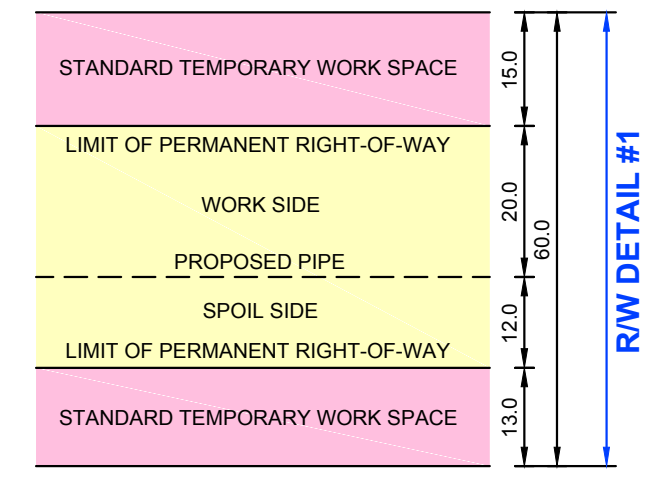 STANDARD TEMPORARY WORK SPACE
15.0
LIMIT OF PERMANENT RIGHT-OF-WAY
WORK SIDE
20.0
PROPOSED PIPE
60.0
SPOIL SIDE
12.0
LIMIT OF PERMANENT RIGHT-OF-WAY
STANDARD TEMPORARY WORK SPACE
13.0
R/W DETAIL #1